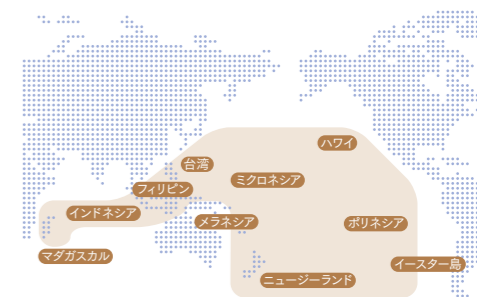 ハワイ
台湾
ミクロネシア
フィリピン
インドネシア
メラネシア
ポリネシア
マダガスカル
イースター島
ニュージーランド